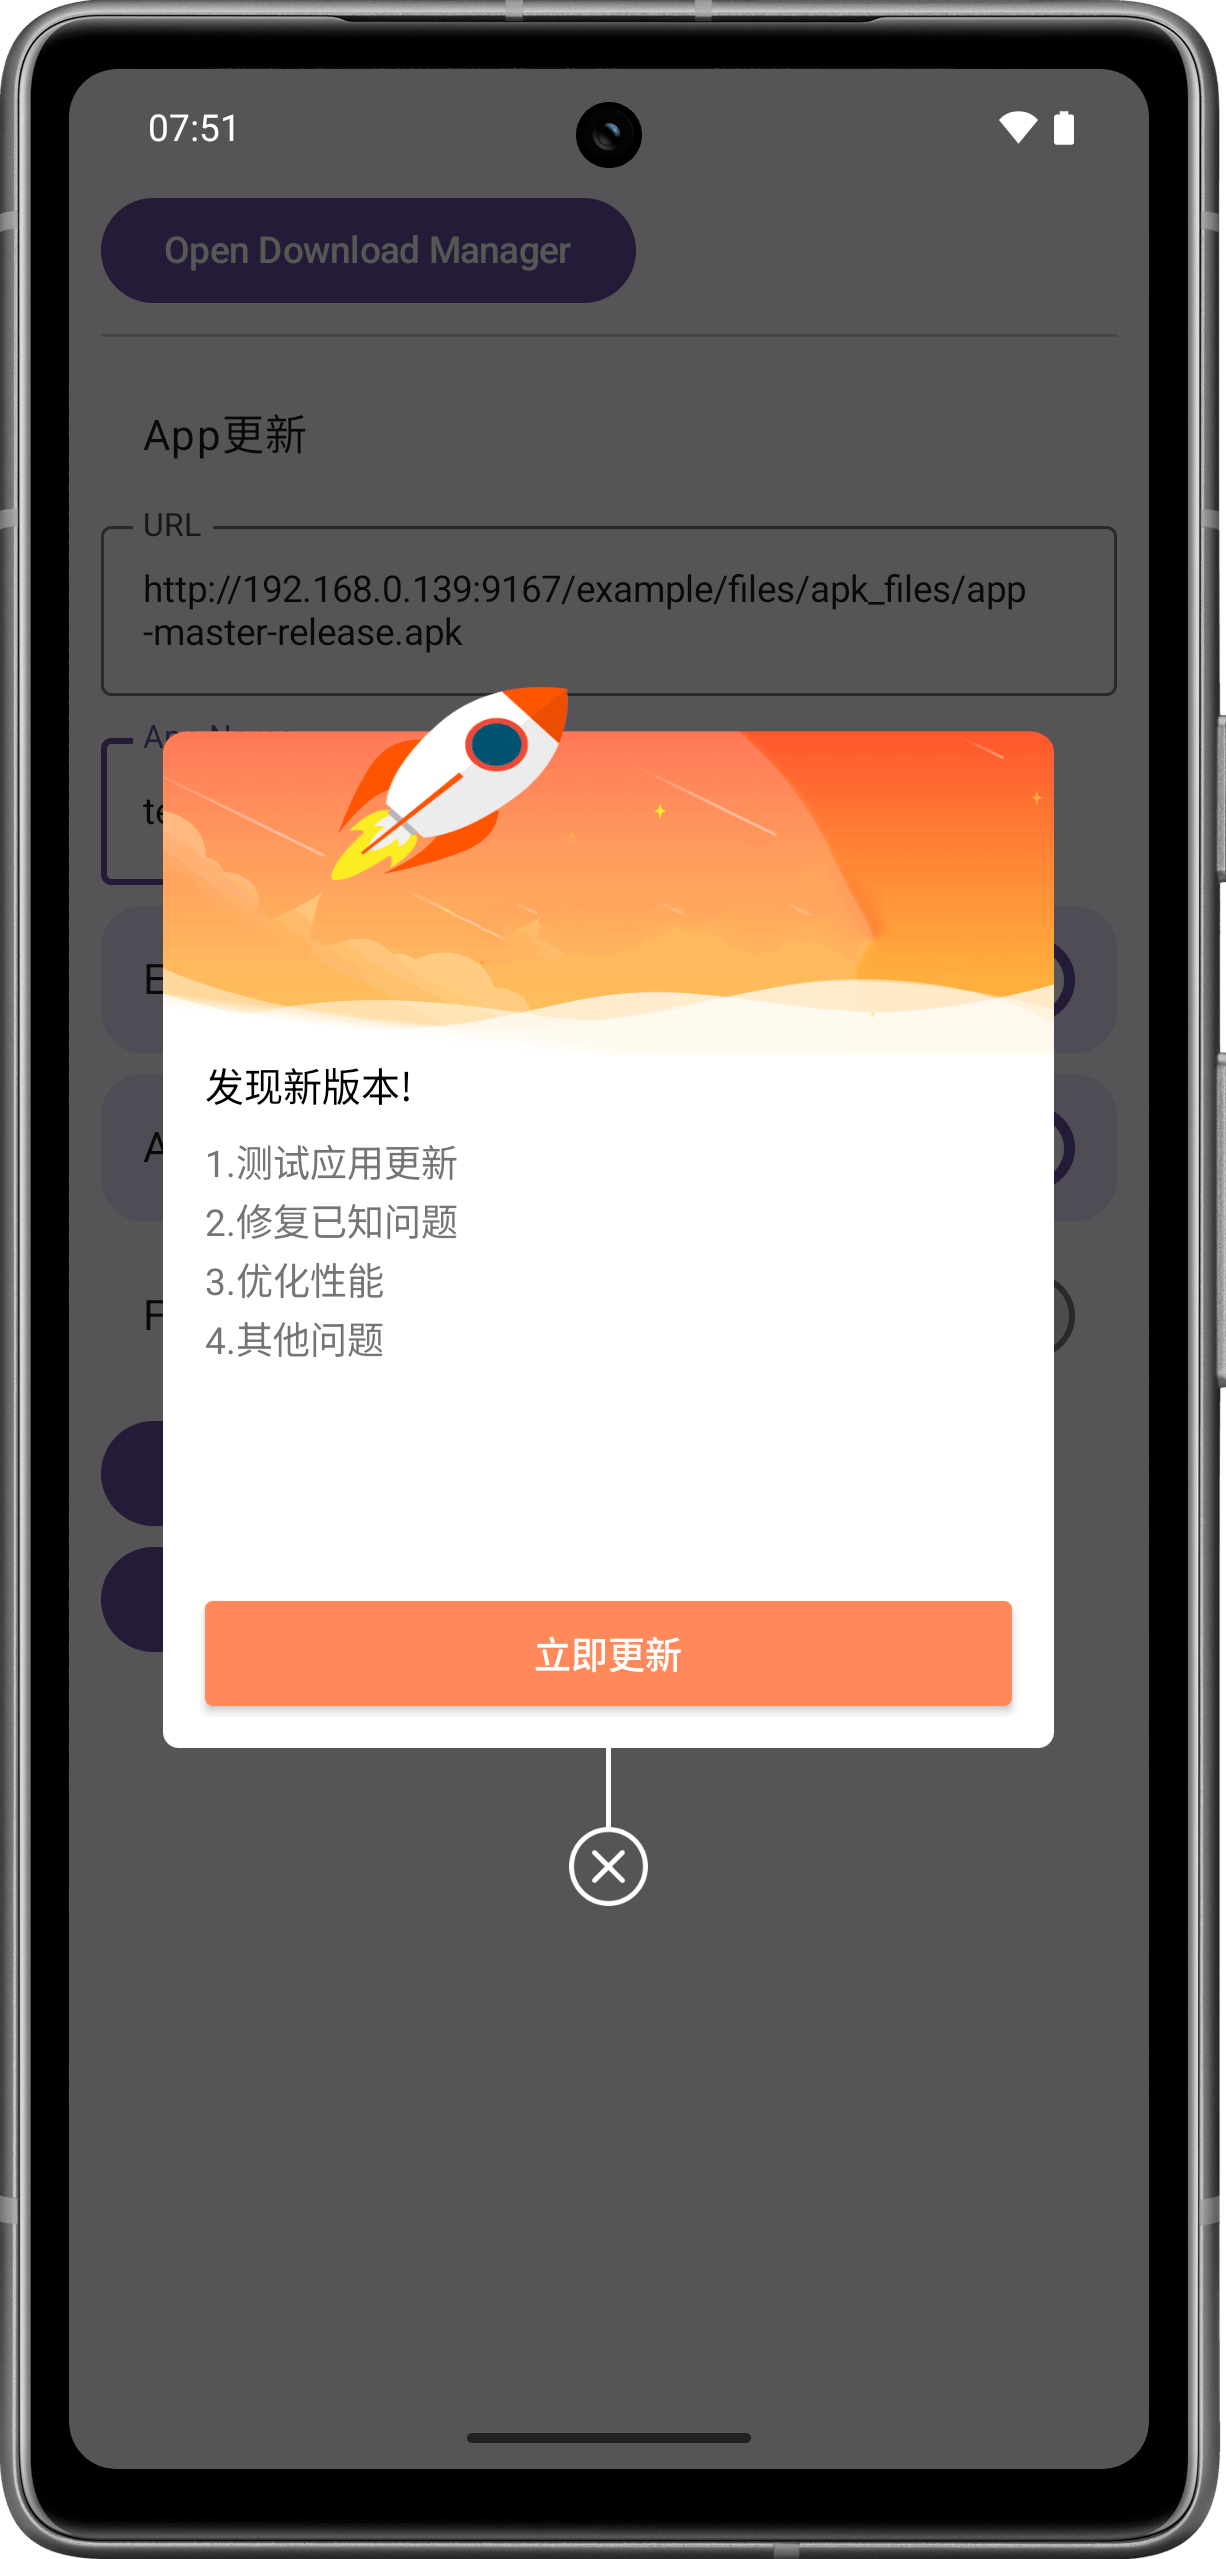 07:51
Open Download Manager
App更新
URL
http://192.168.0.139:9167/example/files/apk_files/app
-master-release.apk
发现新版本!
1.测试应用更新
2.修复已知问题
3.优化性能
4.其他问题
立即更新